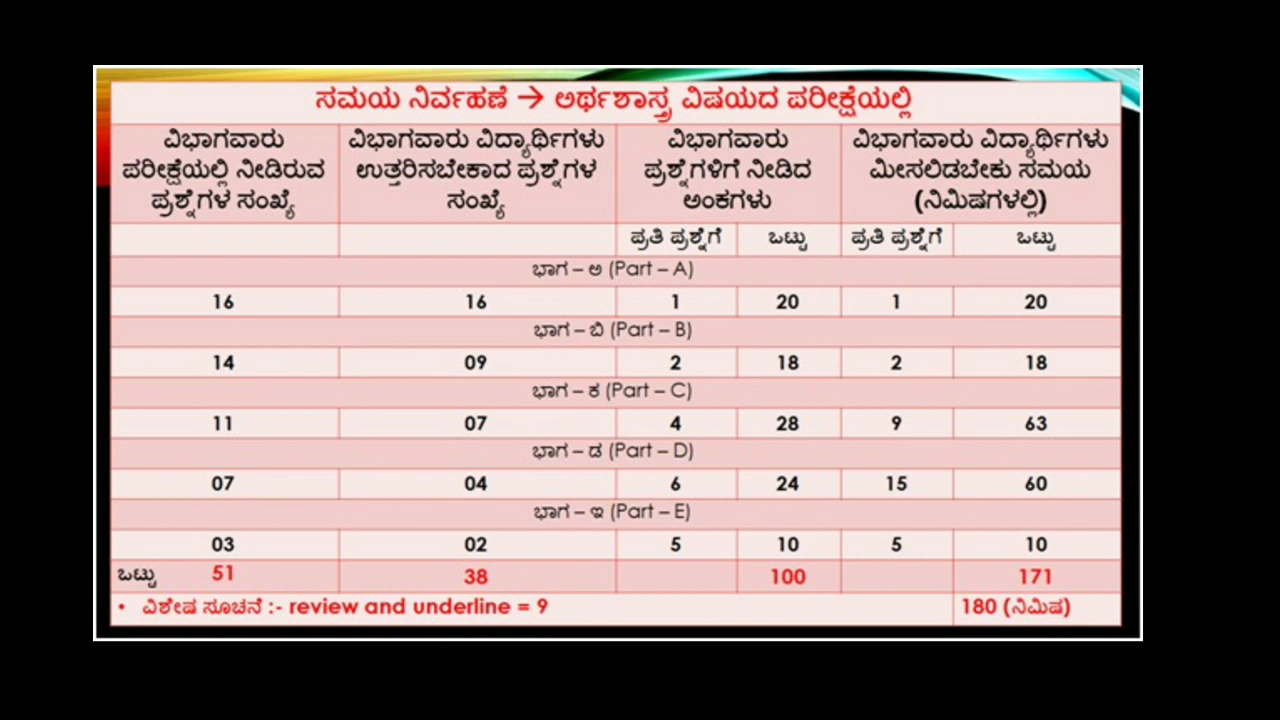 ಸಮಯ ನಿರ್ವಹಣೆ → ಅರ್ಥಶಾಸ್ತ್ರ ವಿಷಯದ ಪರೀಕ್ಷೆಯಲ್ಲಿ
ವಿಭಾಗವಾರು ಪರೀಕ್ಷೆಯಲ್ಲಿ ನೀಡಿರುವ ಪ್ರಶ್ನೆಗಳ ಸಂಖ್ಯೆ
ವಿಭಾಗವಾರು ವಿದ್ಯಾರ್ಥಿಗಳು ಉತ್ತರಿಸಬೇಕಾದ ಪ್ರಶ್ನೆಗಳ ಸಂಖ್ಯೆ
ವಿಭಾಗವಾರು ಪ್ರಶ್ನೆಗಳಿಗೆ ನೀಡಿದ ಅಂಕಗಳು
ವಿಭಾಗವಾರು ವಿದ್ಯಾರ್ಥಿಗಳು ಮೀಸಲಿಡಬೇಕು ಸಮಯ (ನಿಮಿಷಗಳಲ್ಲಿ)
ಪ್ರತಿ ಪ್ರಶ್ನೆಗೆ ಒಟ್ಟು ಪ್ರತಿ ಪ್ರಶ್ನೆಗೆ ಒಟ್ಟು
ಭಾಗ – ಅ (Part – A)
16 16 1 20 1 20
ಭಾಗ – ಬಿ (Part – B)
14 09 2 18 2 18
ಭಾಗ – ಕ (Part – C)
11 07 4 28 9 63
ಭಾಗ – ಡ (Part – D)
07 04 6 24 15 60
ಭಾಗ – ಇ (Part – E)
03 02 5 10 5 10
ಒಟ್ಟು 51 38 100 171
• ವಿಶೇಷ ಸೂಚನೆ :- review and underline = 9 180 (ನಿಮಿಷ)